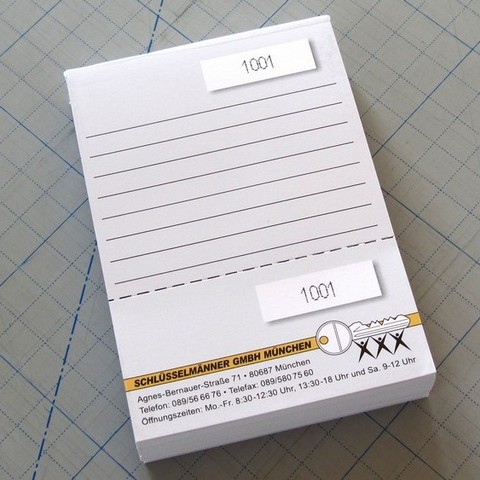 1001
1001
SCHLÜSSELMÄNNER GMBH MÜNCHEN
Agnes-Bernauer-Straße 71 • 80687 München
Telefon: 089/56 66 76 • Telefax: 089/580 75 60
Öffnungszeiten: Mo.-Fr. 8:30-12:30 Uhr, 13:30-18 Uhr und Sa. 9-12 Uhr